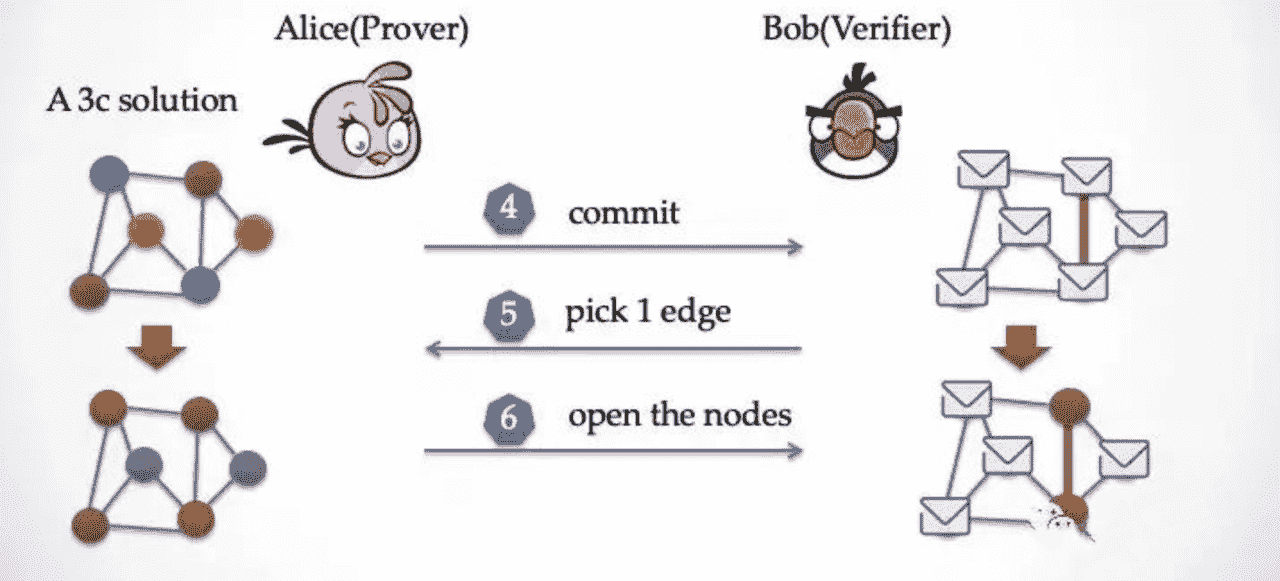 Alice(Prover)
Bob(Verifier)
A 3c solution
4 commit
5 pick 1 edge
6 open the nodes